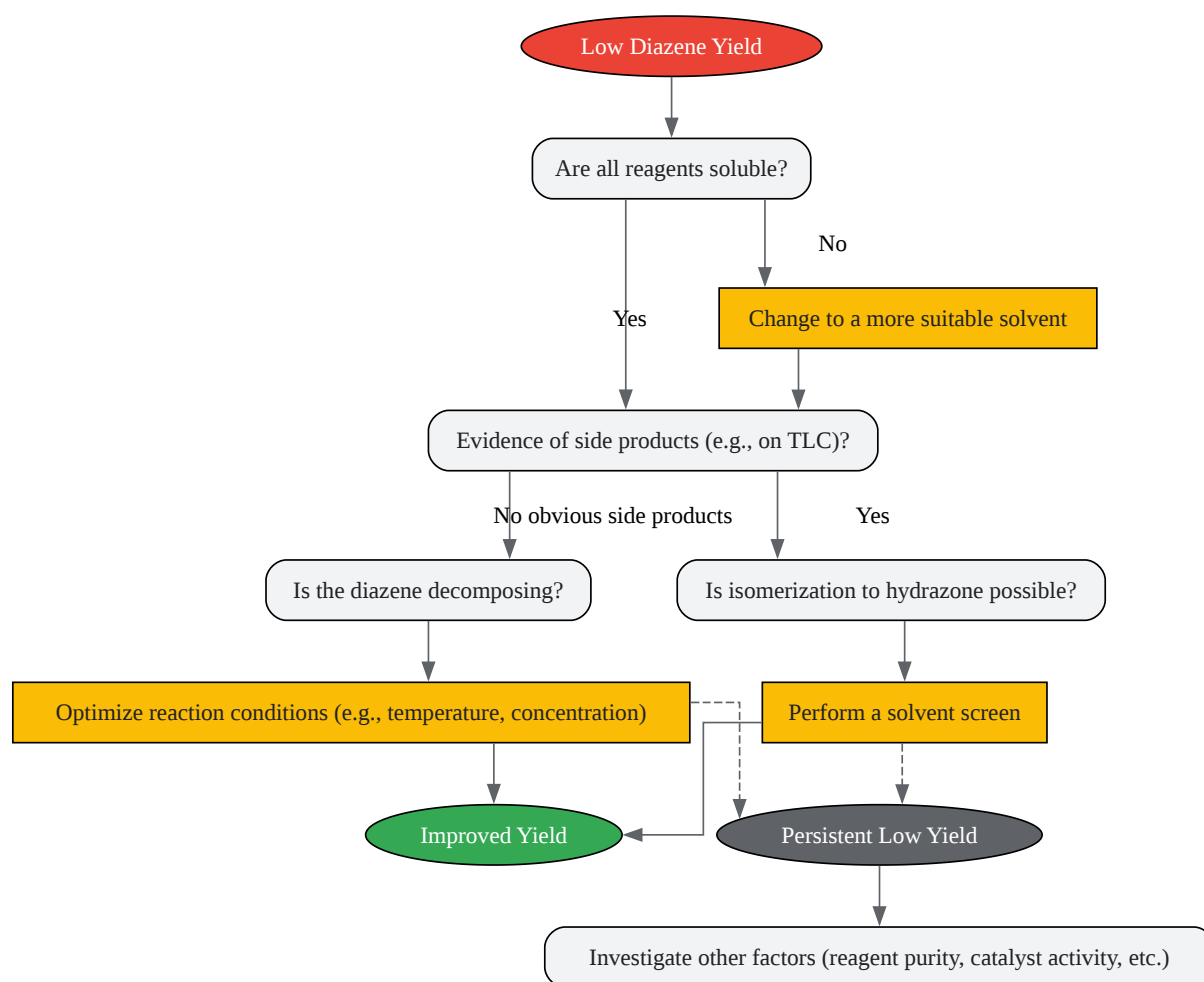 Low Diazene Yield
Are all reagents soluble?
No
Yes
Change to a more suitable solvent
Evidence of side products (e.g., on TLC)?
No obvious side products
Yes
Is the diazene decomposing?
Is isomerization to hydrazone possible?
Optimize reaction conditions (e.g., temperature, concentration)
Perform a solvent screen
Improved Yield
Persistent Low Yield
Investigate other factors (reagent purity, catalyst activity, etc.)